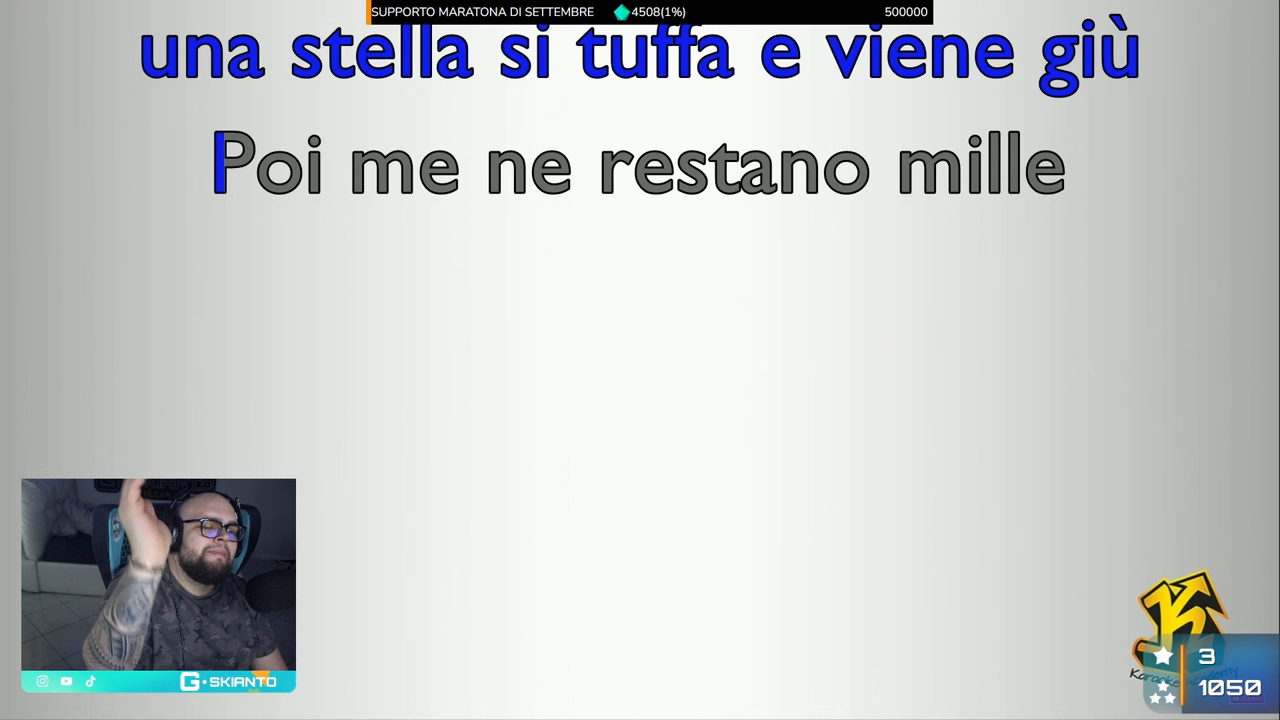 SUPPORTO MARATONA DI SETTEMBRE 4508(1%) 500000
una stella si tuffa e viene giù
Poi me ne restano mille
G•SKIANTO
K
3
1050